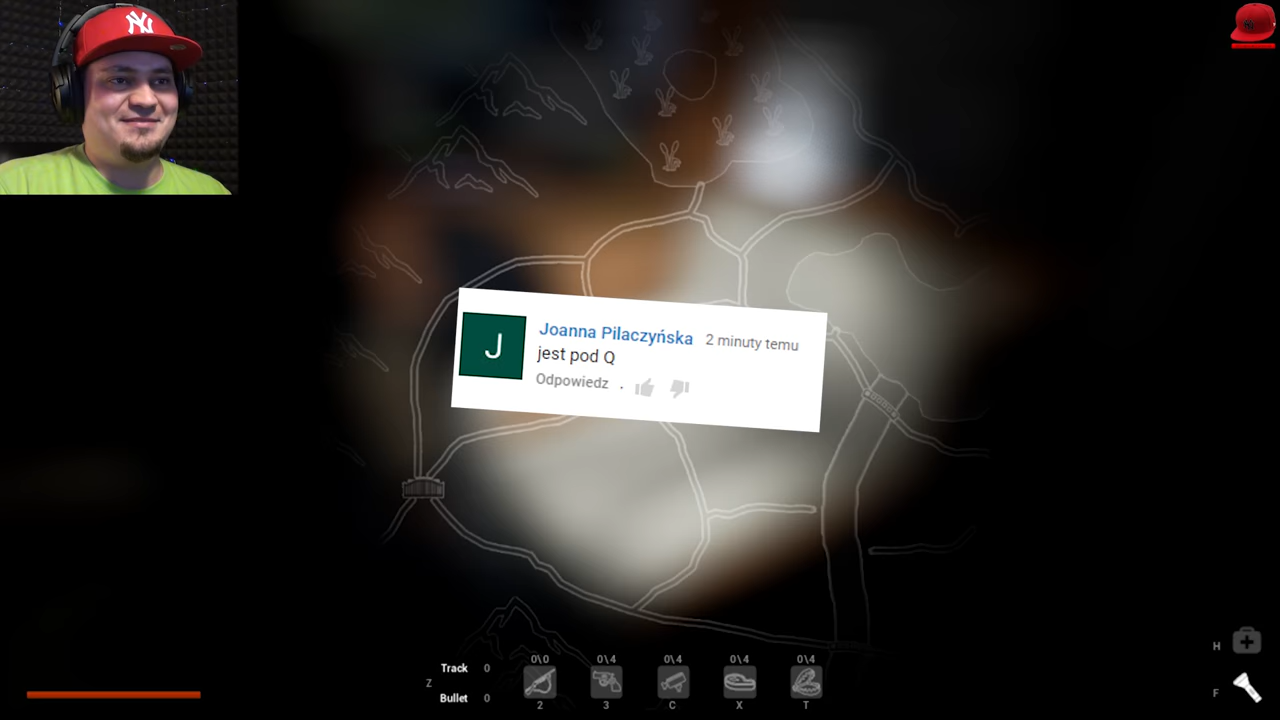 NY
Joanna Pilaczyńska 2 minuty temu
jest pod Q
J
Odpowiedz .
Track 0
Z
Bullet 0
0\0 0\4 0\4 0\4 0\4
2 3 C X T
H
F